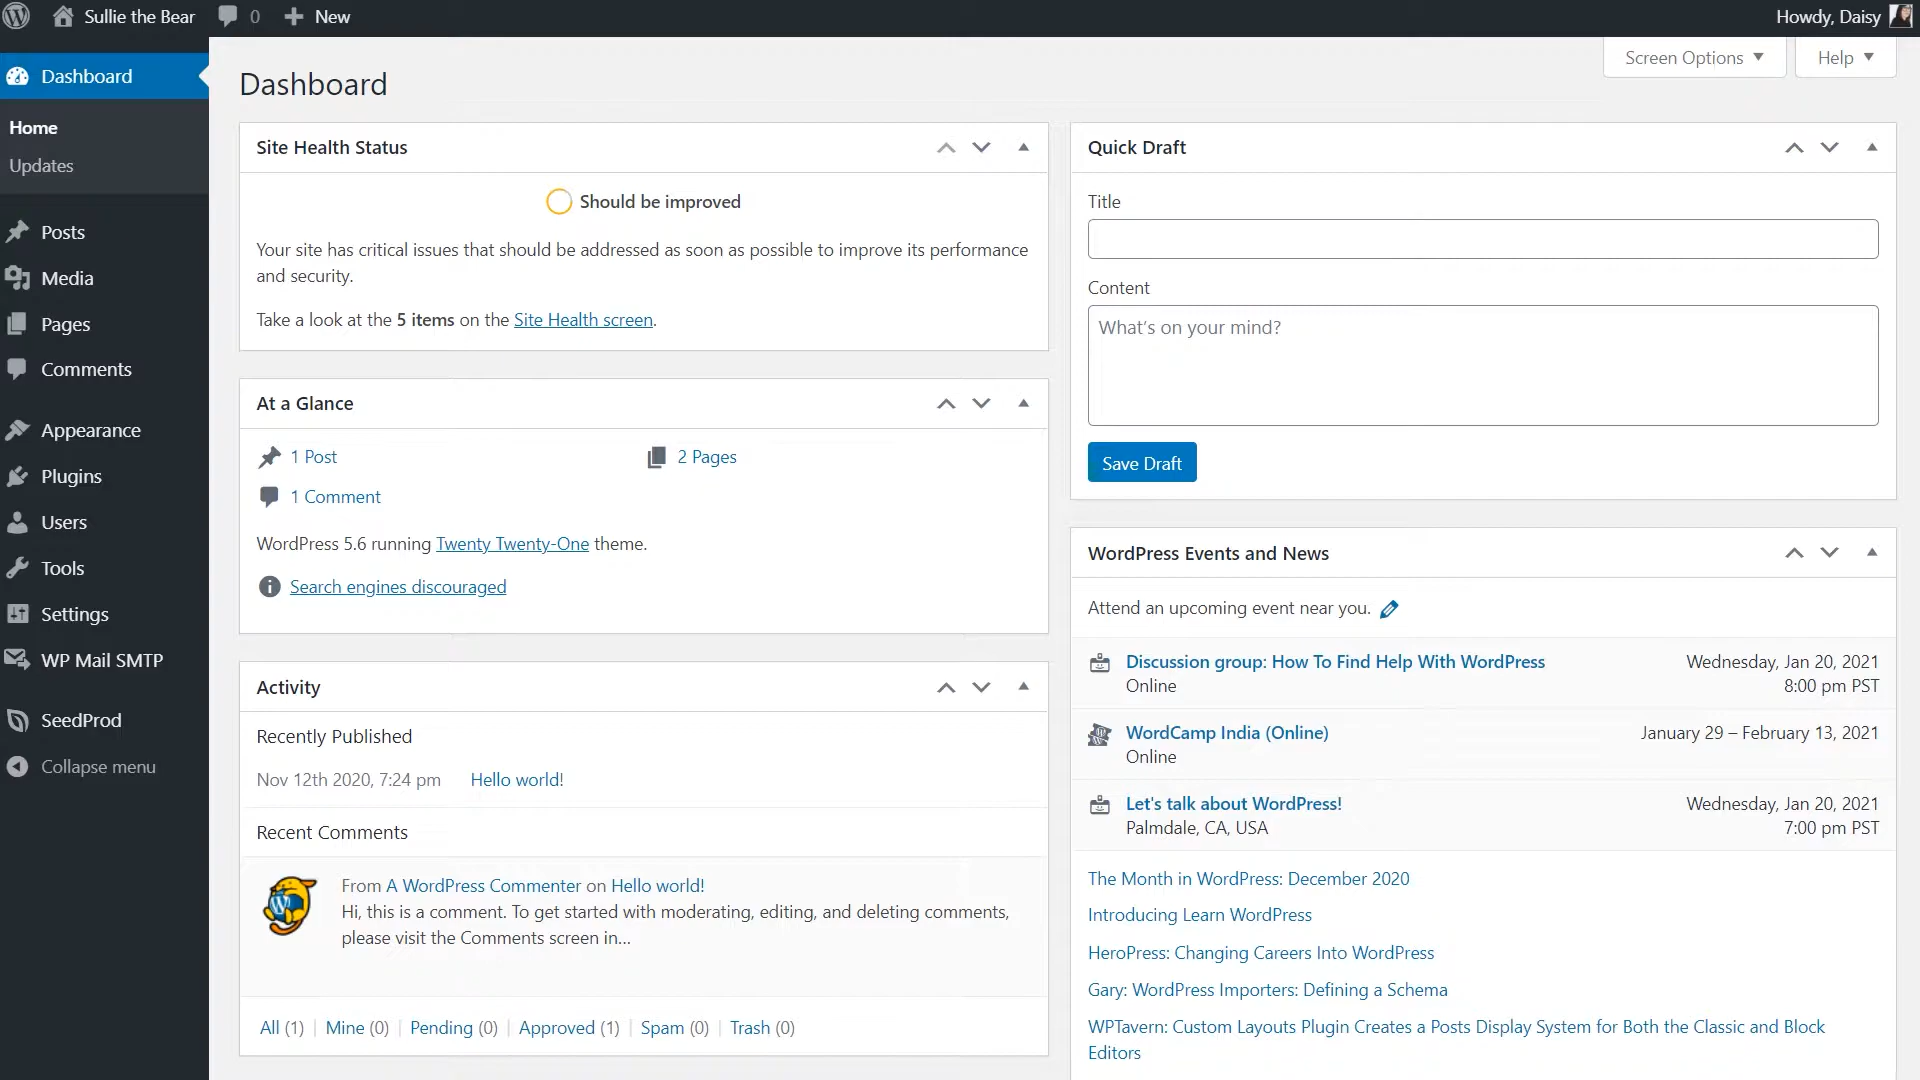 Sullie the Bear 0 New Howdy, Daisy
Dashboard
Home
Updates
Posts
Media
Pages
Comments
Appearance
Plugins
Users
Tools
Settings
WP Mail SMTP
SeedProd
Collapse menu
Screen Options Help
Dashboard
Site Health Status
Should be improved
Your site has critical issues that should be addressed as soon as possible to improve its performance
and security.
Take a look at the 5 items on the Site Health screen.
At a Glance
1 Post 2 Pages
1 Comment
WordPress 5.6 running Twenty Twenty-One theme.
Search engines discouraged
Activity
Recently Published
Nov 12th 2020, 7:24 pm Hello world!
Recent Comments
From A WordPress Commenter on Hello world!
Hi, this is a comment. To get started with moderating, editing, and deleting comments,
please visit the Comments screen in…
All (1) | Mine (0) | Pending (0) | Approved (1) | Spam (0) | Trash (0)
Quick Draft
Title
Content
What's on your mind?
Save Draft
WordPress Events and News
Attend an upcoming event near you.
Discussion group: How To Find Help With WordPress Wednesday, Jan 20, 2021
Online 8:00 pm PST
WordCamp India (Online) January 29 – February 13, 2021
Online
Let's talk about WordPress! Wednesday, Jan 20, 2021
Palmdale, CA, USA 7:00 pm PST
The Month in WordPress: December 2020
Introducing Learn WordPress
HeroPress: Changing Careers Into WordPress
Gary: WordPress Importers: Defining a Schema
WPTavern: Custom Layouts Plugin Creates a Posts Display System for Both the Classic and Block
Editors